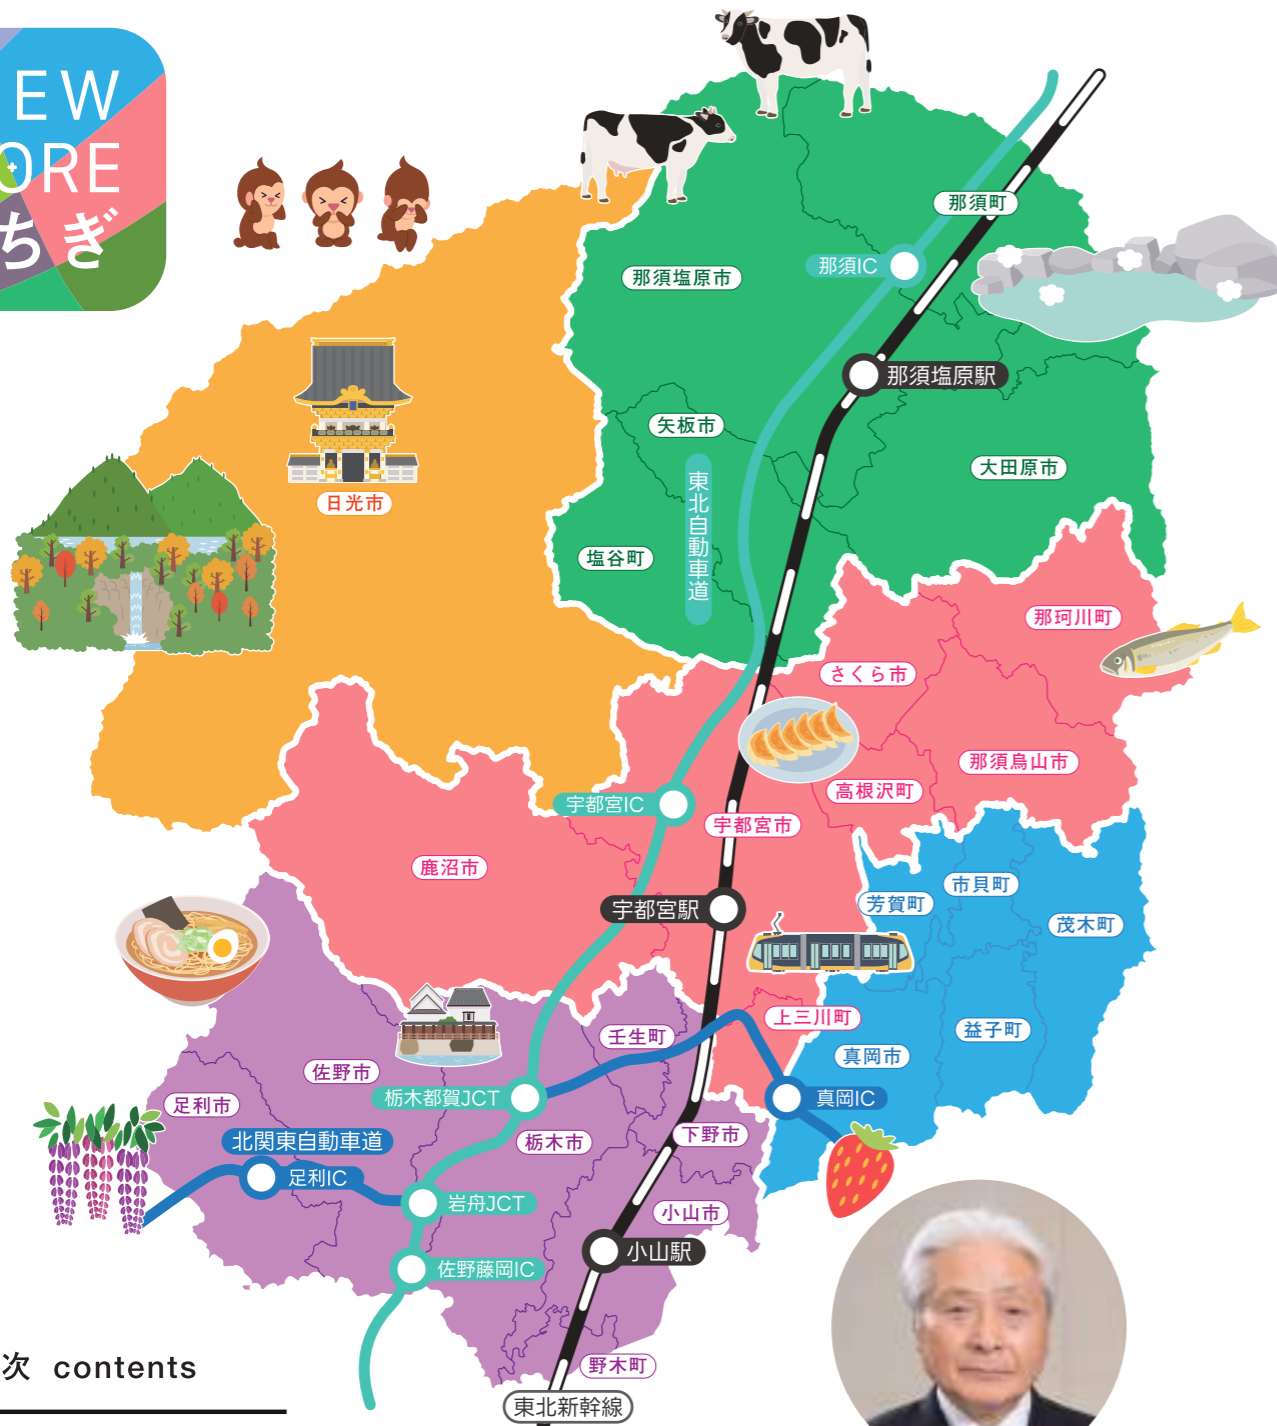 EW
ORE
ちぎ
那須町
那須IC
那須塩原市
那須塩原駅
矢板市
大田原市
東北自動車道
日光市
塩谷町
那珂川町
さくら市
那須烏山市
高根沢町
宇都宮IC
宇都宮市
鹿沼市
市貝町
芳賀町
宇都宮駅
茂木町
上三川町
益子町
壬生町
真岡市
佐野市
栃木都賀JCT
真岡IC
足利市
下野市
北関東自動車道
栃木市
足利IC
岩舟JCT
小山市
小山駅
佐野藤岡IC
野木町
次 contents
東北新幹線